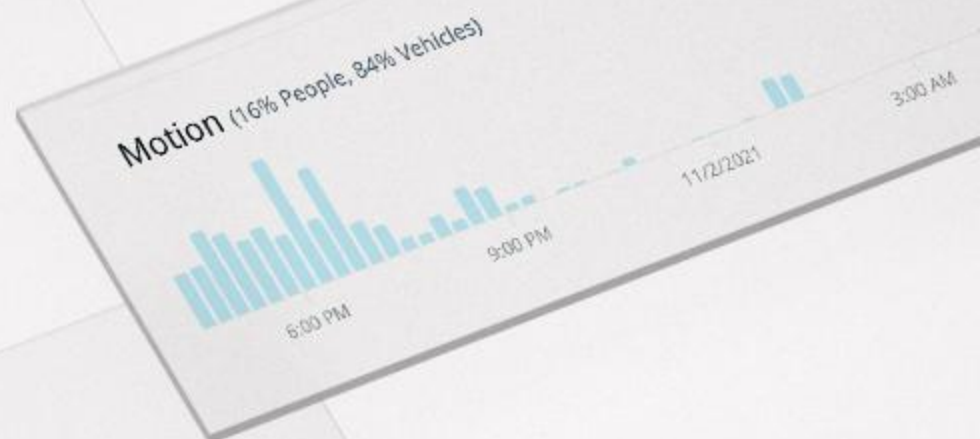 Motion (16% People, 84% Vehicles)
6:00 PM
9:00 PM
11/2/2021
3:00 AM